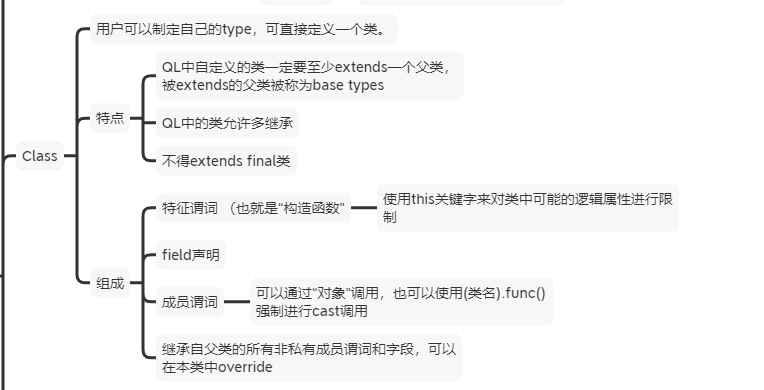 用户可以制定自己的type，可直接定义一个类。
QL中自定义的类一定要至少extends一个父类，
被extends的父类被称为base types
特点
QL中的类允许多继承
不得extends final类
Class
特征谓词 （也就是“构造函数"
使用this关键字来对类中可能的逻辑属性进行限
制
field声明
组成
成员谓词
可以通过“对象"调用，也可以使用(类名).func()
强制进行cast调用
继承自父类的所有非私有成员谓词和字段，可以
在本类中override